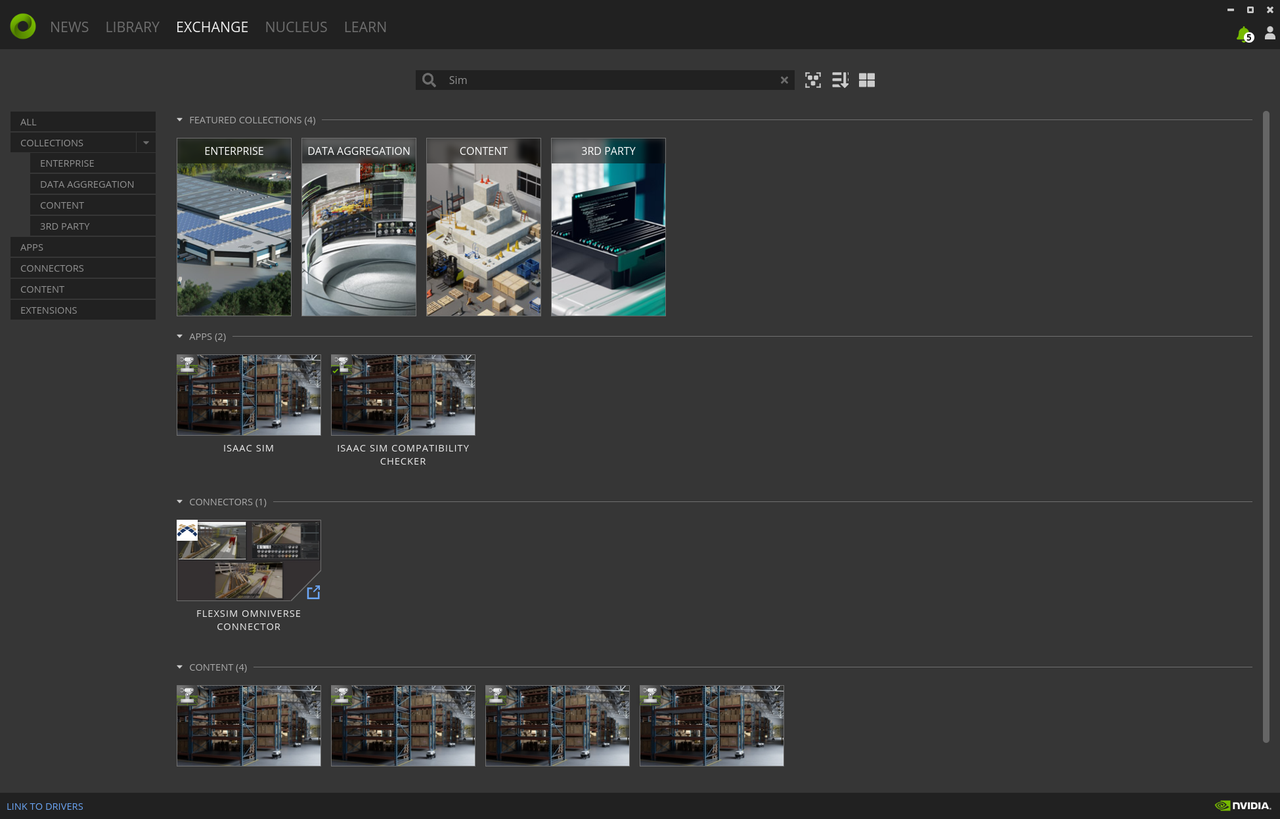 NEWS LIBRARY EXCHANGE NUCLEUS LEARN
5
Sim
ALL
COLLECTIONS
ENTERPRISE
DATA AGGREGATION
CONTENT
3RD PARTY
APPS
CONNECTORS
CONTENT
EXTENSIONS
FEATURED COLLECTIONS (4)
ENTERPRISE
DATA AGGREGATION
CONTENT
3RD PARTY
APPS (2)
ISAAC SIM
ISAAC SIM COMPATIBILITY
CHECKER
CONNECTORS (1)
FLEXSIM OMNIVERSE
CONNECTOR
CONTENT (4)
LINK TO DRIVERS
NVIDIA.